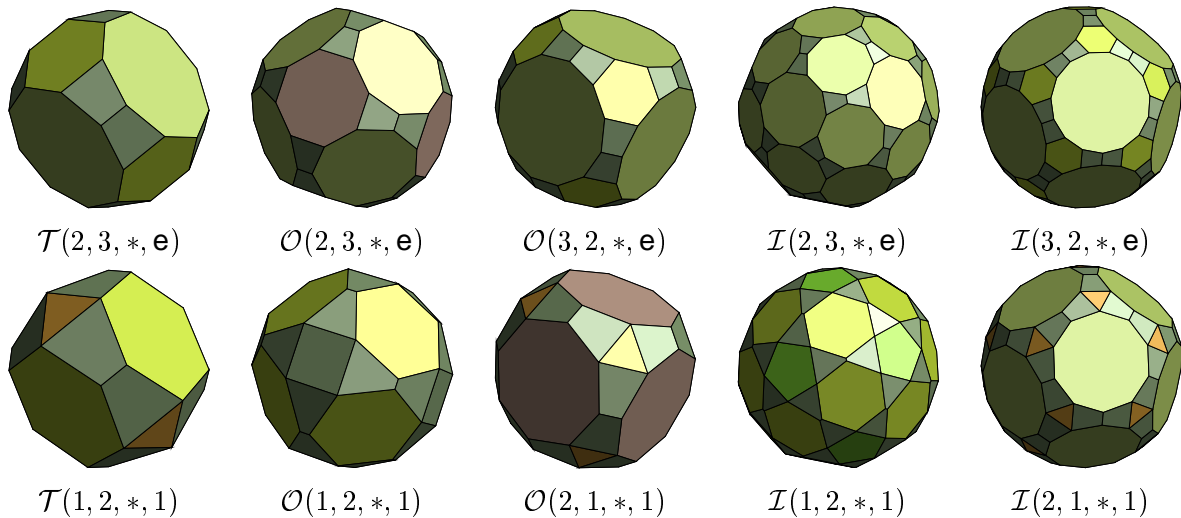 𝒯(2, 3, ∗, e) 𝒪(2, 3, ∗, e) 𝒪(3, 2, ∗, e) ℐ(2, 3, ∗, e) ℐ(3, 2, ∗, e)
𝒯(1, 2, ∗, 1) 𝒪(1, 2, ∗, 1) 𝒪(2, 1, ∗, 1) ℐ(1, 2, ∗, 1) ℐ(2, 1, ∗, 1)